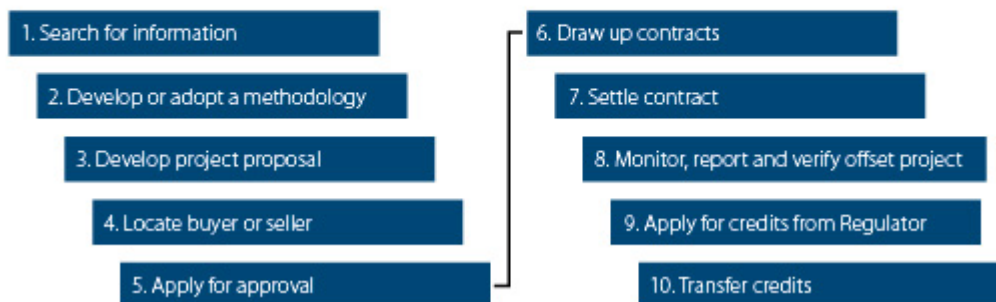 1. Search for information
2. Develop or adopt a methodology
3. Develop project proposal
4. Locate buyer or seller
5. Apply for approval
6. Draw up contracts
7. Settle contract
8. Monitor, report and verify offset project
9. Apply for credits from Regulator
10. Transfer credits